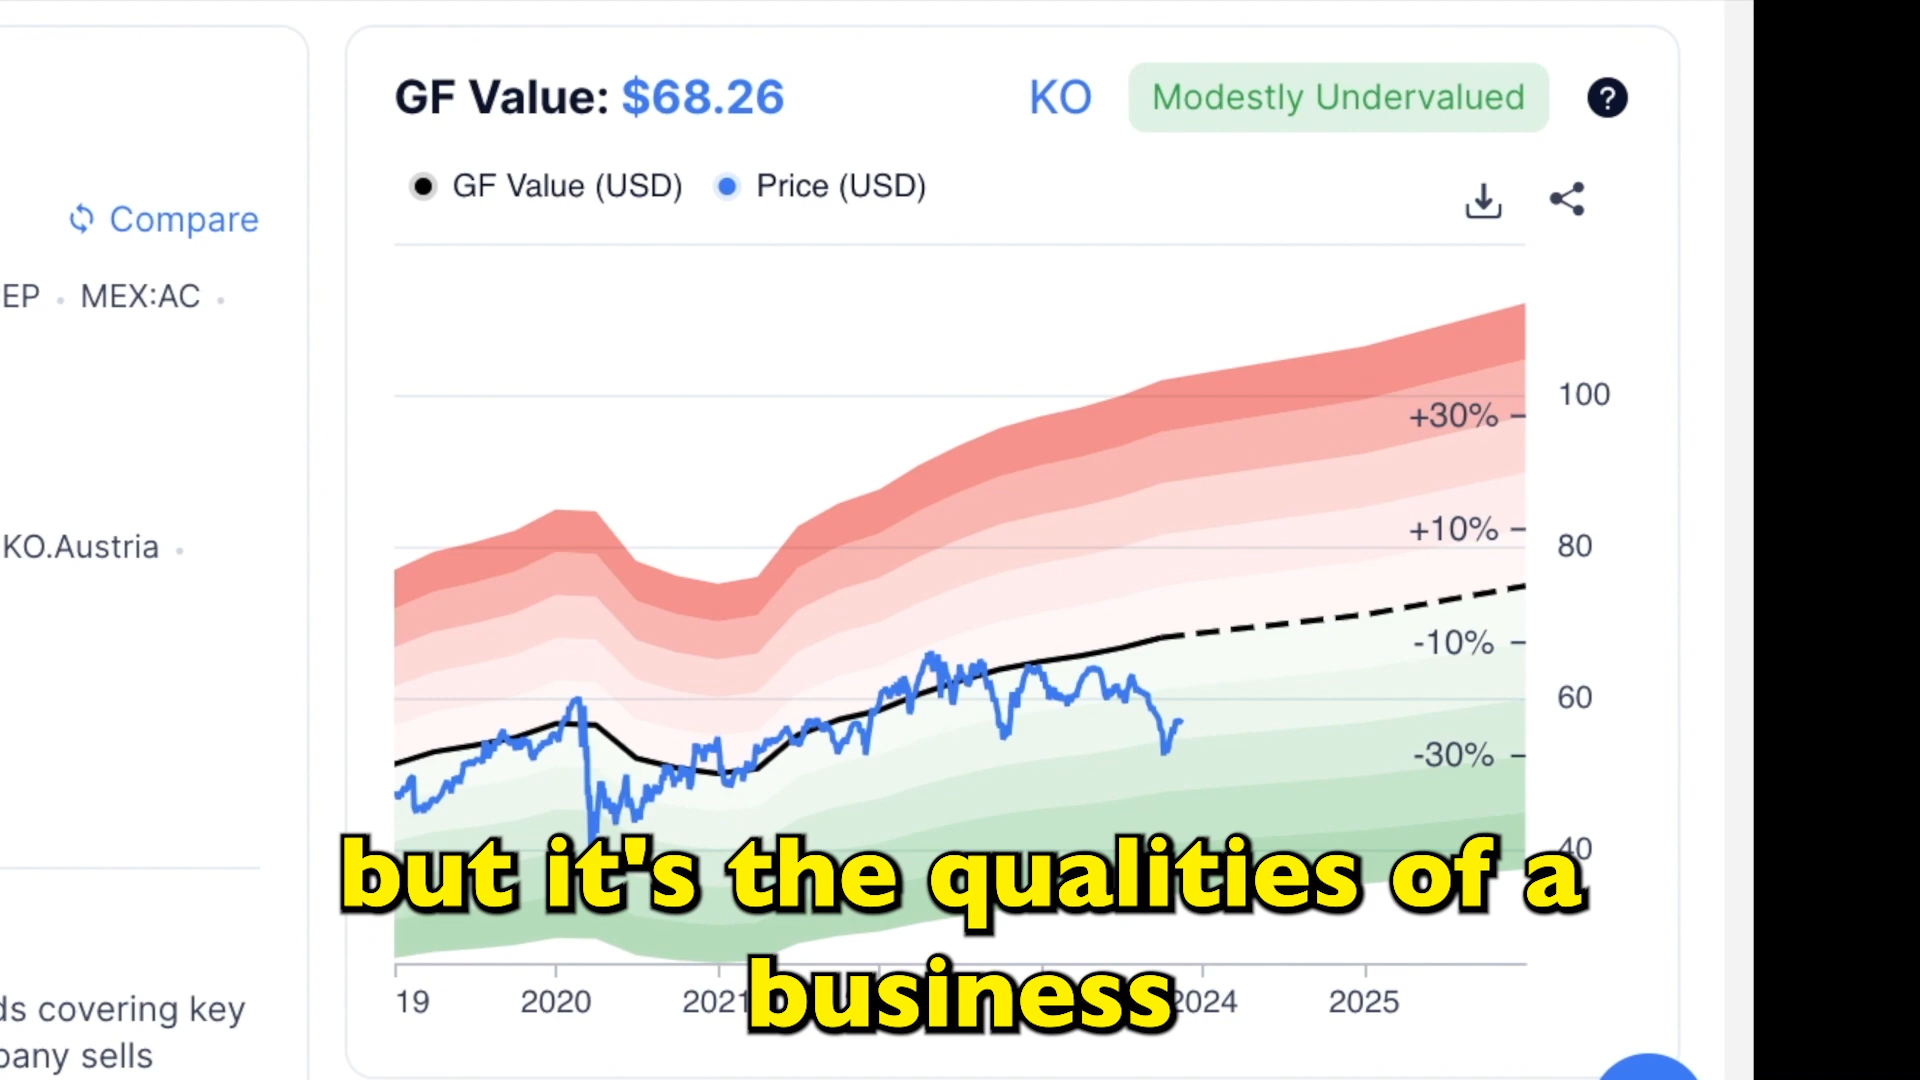 GF Value: $68.26
KO
Modestly Undervalued
?
GF Value (USD)
Price (USD)
Compare
EP • MEX:AC •
KO.Austria •
100
+30%
+10%
80
-10%
60
-30%
40
but it's the qualities of a
business
19
2020
2021
2024
2025
ds covering key
pany sells